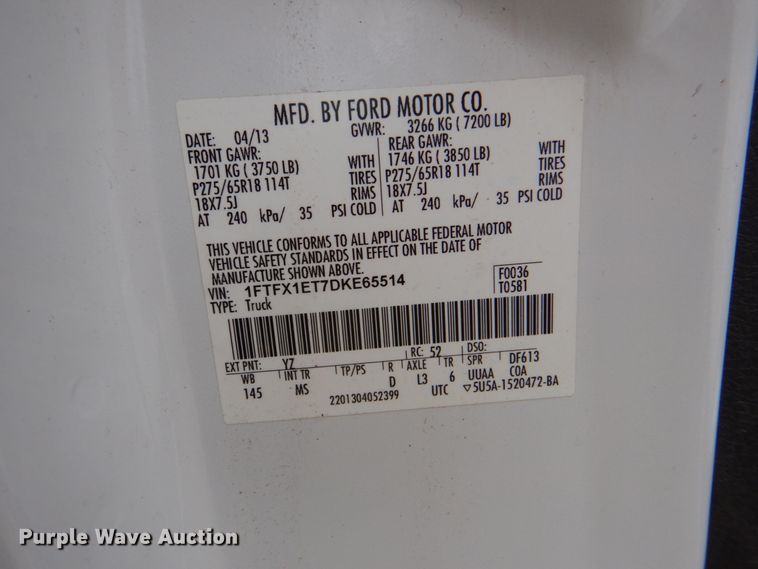 MFD. BY FORD MOTOR CO.
DATE: 04/13 GVWR: 3266 KG ( 7200 LB)
FRONT GAWR: REAR GAWR:
1701 KG ( 3750 LB) WITH 1746 KG ( 3850 LB) WITH
P275/65R18 114T TIRES P275/65R18 114T TIRES
18X7.5J RIMS 18X7.5J RIMS
AT 240 kPa/ 35 PSI COLD AT 240 kPa/ 35 PSI COLD
THIS VEHICLE CONFORMS TO ALL APPLICABLE FEDERAL MOTOR
VEHICLE SAFETY STANDARDS IN EFFECT ON THE DATE OF
MANUFACTURE SHOWN ABOVE.
VIN: 1FTFX1ET7DKE65514 F0036
TYPE: Truck T0581
EXT PNT: YZ RC: 52 DSO:
WB INT TR TP/PS R AXLE TR SPR DF613
145 MS D L3 6 UUAA COA
2201304052399 UTC ▽5U5A-1520472-BA
Purple Wave Auction